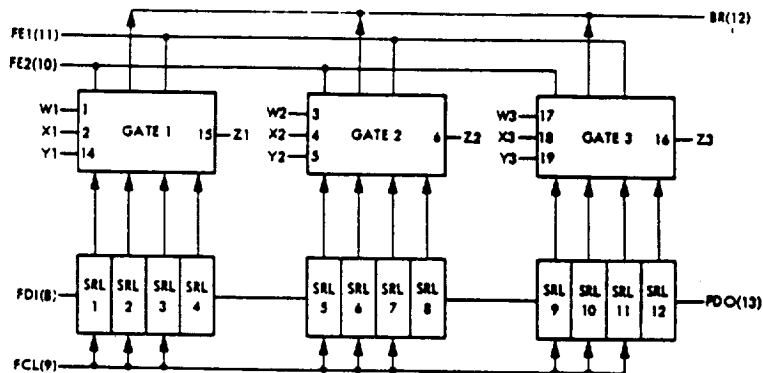 BR(12)
FE1(11)
FE2(10)
W1 1
X1 2 GATE 1 15 Z1
Y1 14
W2 3
X2 4 GATE 2 6 Z2
Y2 5
W3 17
X3 18 GATE 3 16 Z3
Y3 19
FDI(8)
SRL 1
SRL 2
SRL 3
SRL 4
SRL 5
SRL 6
SRL 7
SRL 8
SRL 9
SRL 10
SRL 11
SRL 12
FDO(13)
FCL(9)